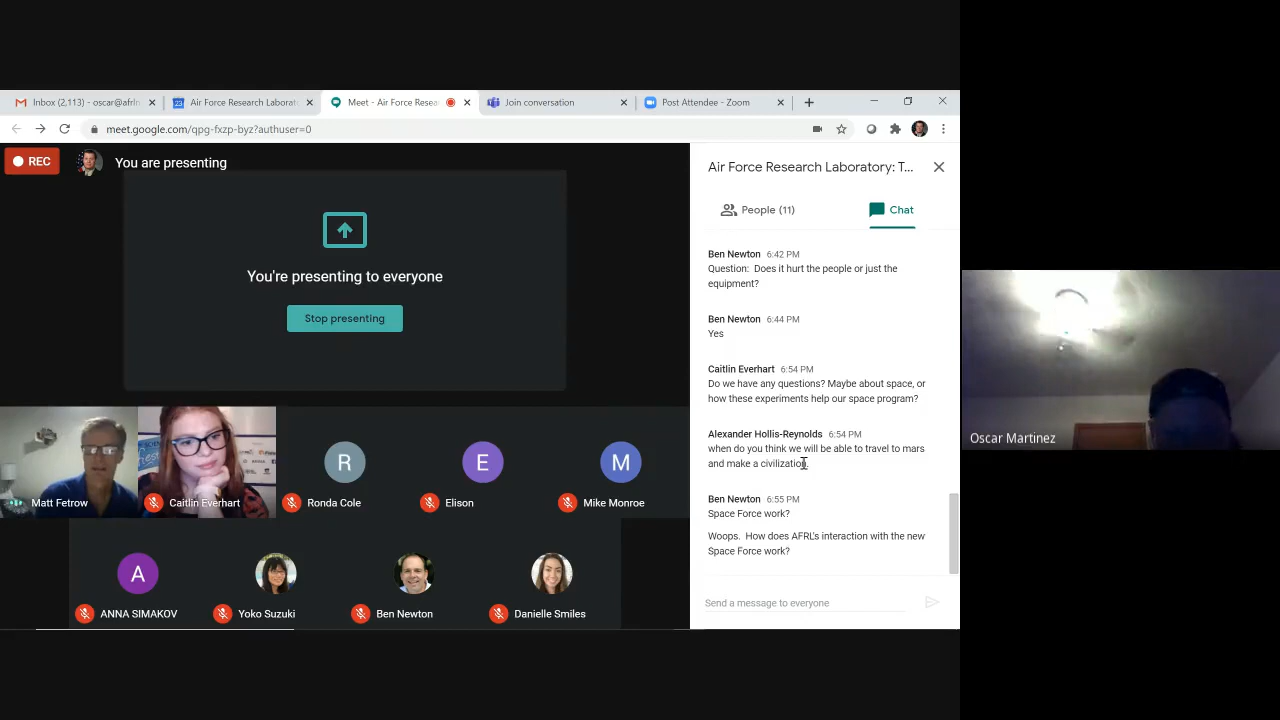 Inbox (2,113) - oscar@afrln
Air Force Research Laborat
Meet - Air Force Resea
Join conversation
Post Attendee - Zoom
meet.google.com/qpg-fxzp-byz?authuser=0
REC
You are presenting
You're presenting to everyone
Stop presenting
Matt Fetrow
Caitlin Everhart
R
Ronda Cole
E
Elison
M
Mike Monroe
A
ANNA SIMAKOV
Yoko Suzuki
Ben Newton
Danielle Smiles
Air Force Research Laboratory: T...
People (11)
Chat
Ben Newton 6:42 PM
Question: Does it hurt the people or just the
equipment?
Ben Newton 6:44 PM
Yes
Caitlin Everhart 6:54 PM
Do we have any questions? Maybe about space, or
how these experiments help our space program?
Alexander Hollis-Reynolds 6:54 PM
when do you think we will be able to travel to mars
and make a civilization.
Ben Newton 6:55 PM
Space Force work?
Woops. How does AFRL's interaction with the new
Space Force work?
Send a message to everyone
Oscar Martinez